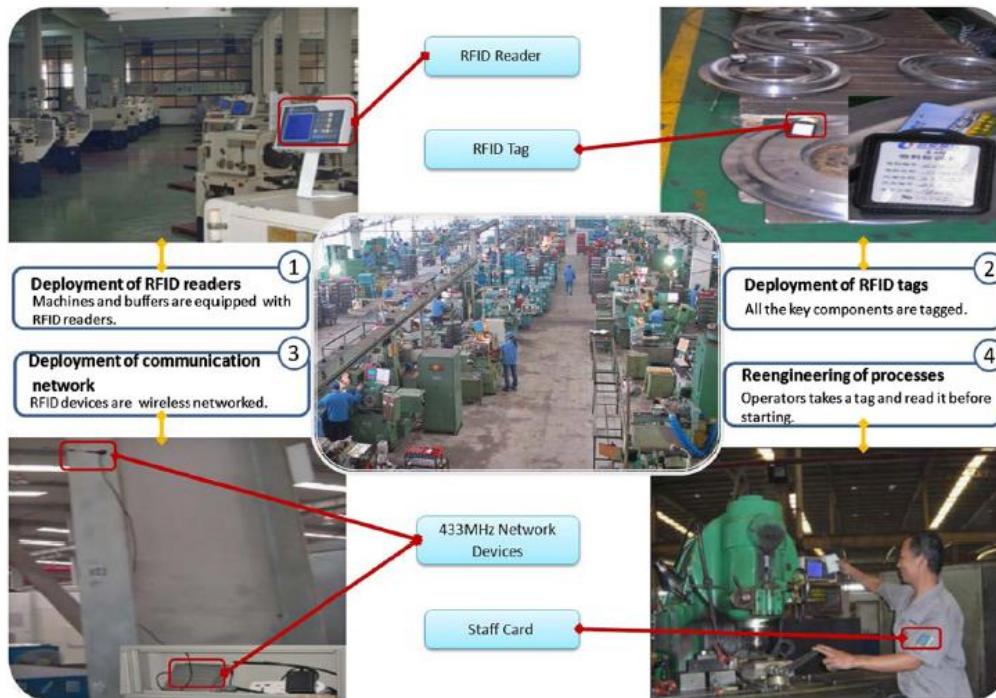 RFID Reader
RFID Tag
1
Deployment of RFID readers
Machines and buffers are equipped with
RFID readers.
2
Deployment of RFID tags
All the key components are tagged.
3
Deployment of communication
network
RFID devices are wireless networked.
4
Reengineering of processes
Operators takes a tag and read it before
starting.
433MHz Network
Devices
Staff Card